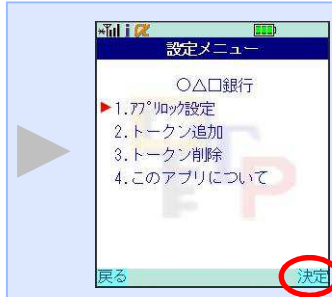 i α
設定メニュー
○△□銀行
1.アプリロック設定
2.トークン追加
3.トークン削除
4.このアプリについて
戻る 決定